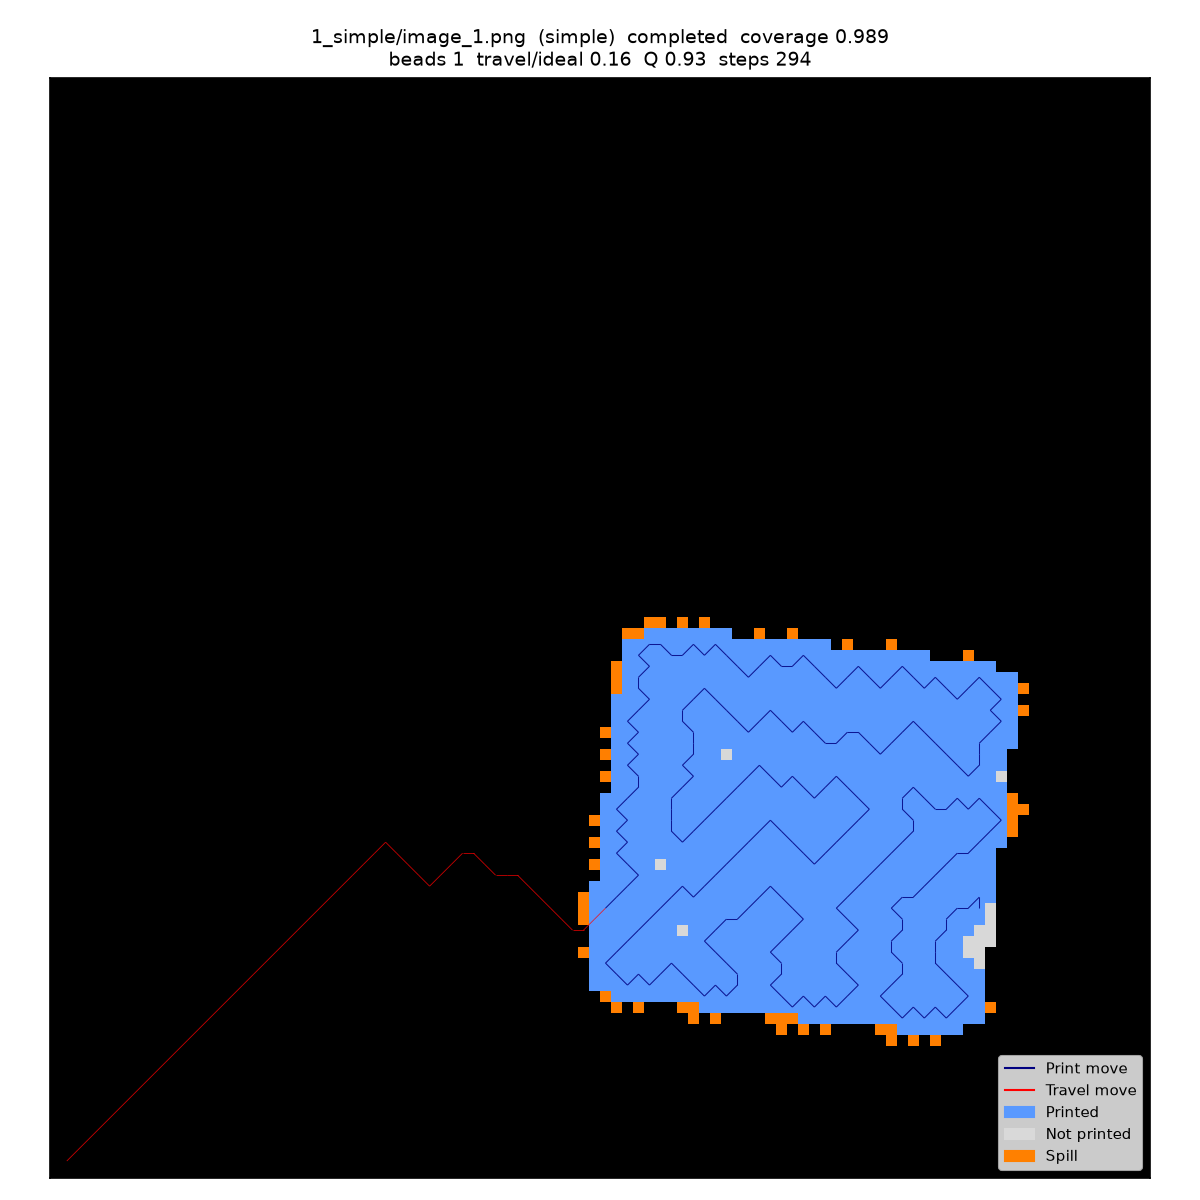 1_simple/image_1.png  (simple)  completed  coverage 0.989
beads 1  travel/ideal 0.16  Q 0.93  steps 294
Print move
Travel move
Printed
Not printed
Spill